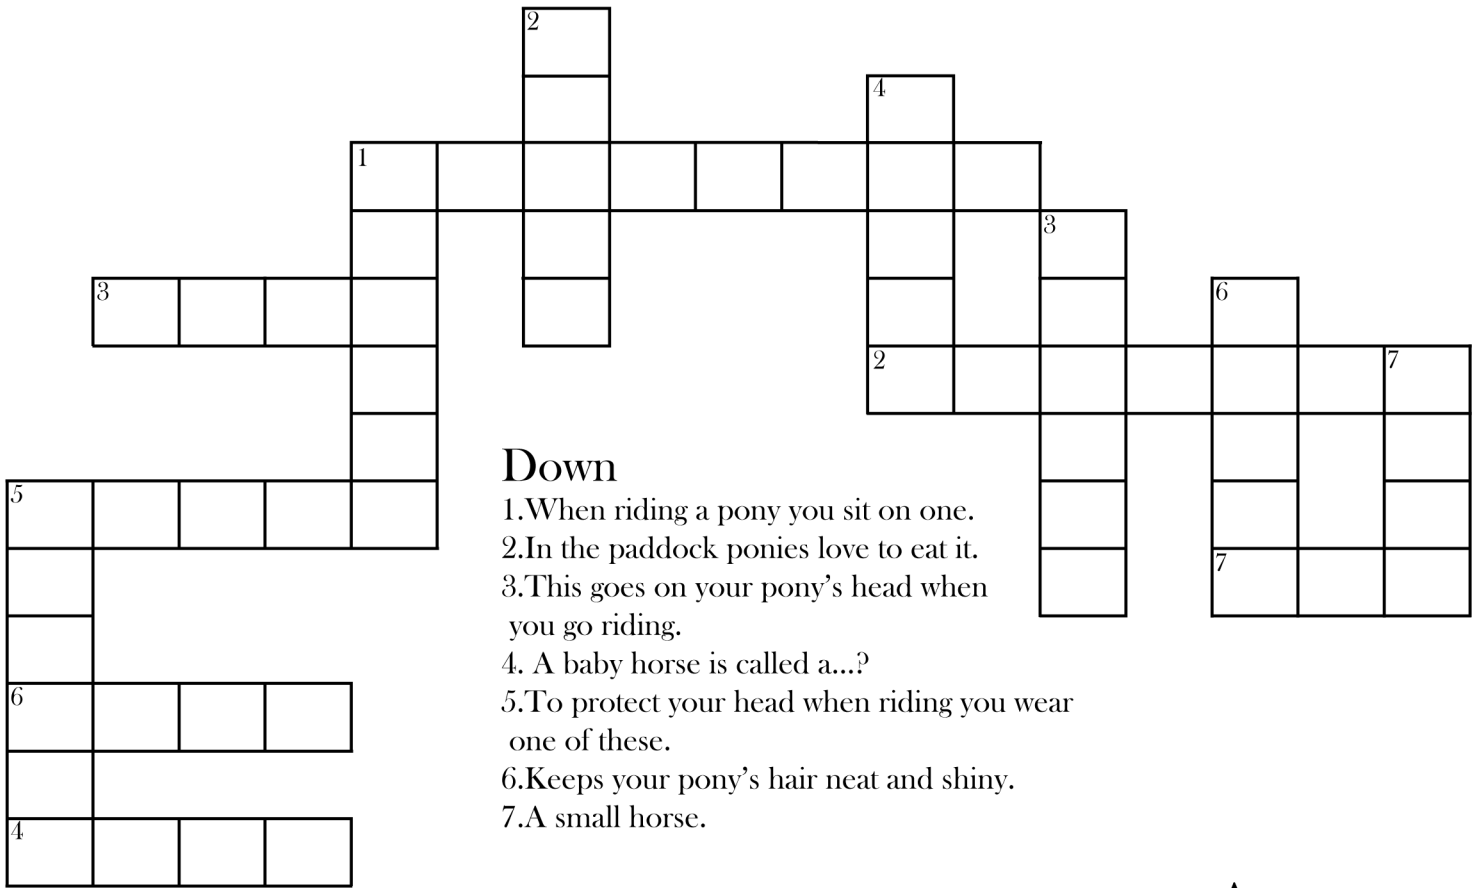 2
4
1
3
3
6
2
7
Down
5
1.When riding a pony you sit on one.
2.In the paddock ponies love to eat it.
7
3.This goes on your pony’s head when
you go riding.
4. A baby horse is called a...?
6
5.To protect your head when riding you wear
one of these.
6.Keeps your pony’s hair neat and shiny.
7.A small horse.
4